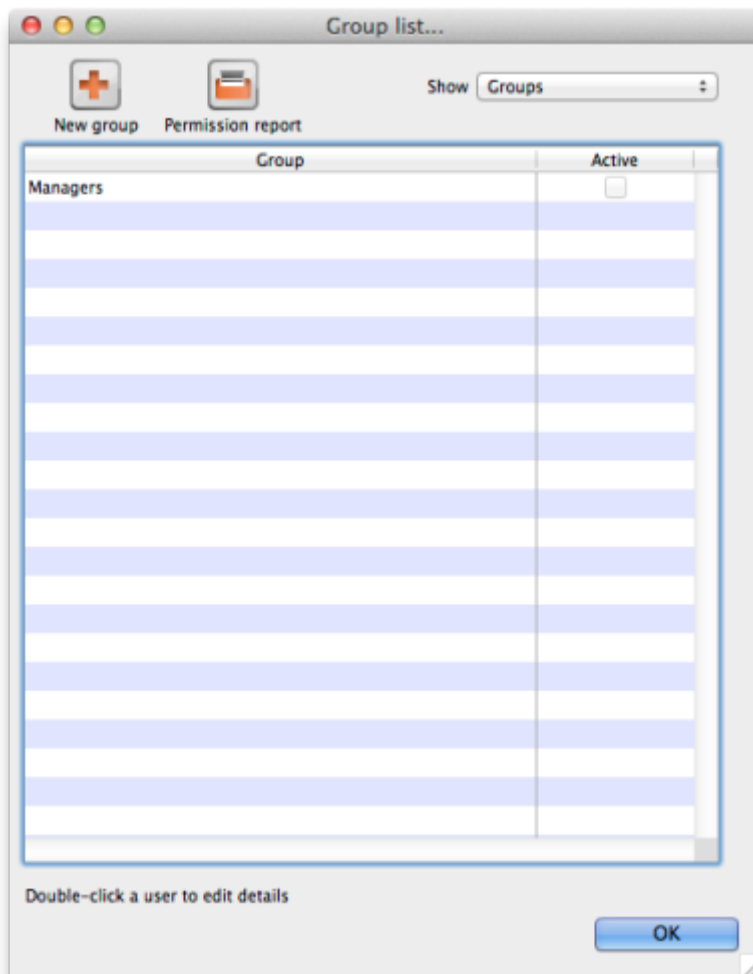 Group list...
Show Groups
New group Permission report
Group Active
Managers
Double-click a user to edit details
OK